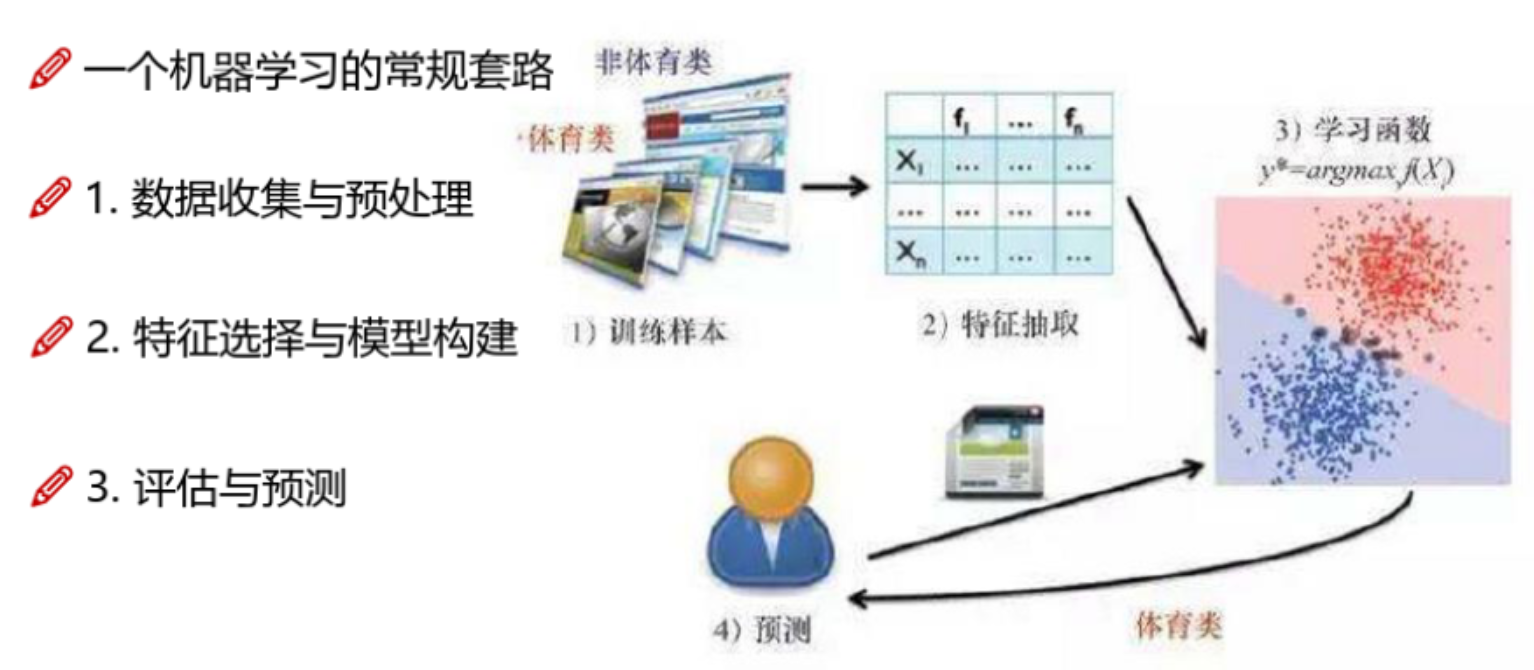 一个机器学习的常规套路
1. 数据收集与预处理
2. 特征选择与模型构建
3. 评估与预测
非体育类
体育类
1) 训练样本
f1 ... fn
X1 ... ... ...
... ... ... ...
Xn ... ... ...
2) 特征抽取
3) 学习函数
y*=argmaxyf(X)
4) 预测
体育类